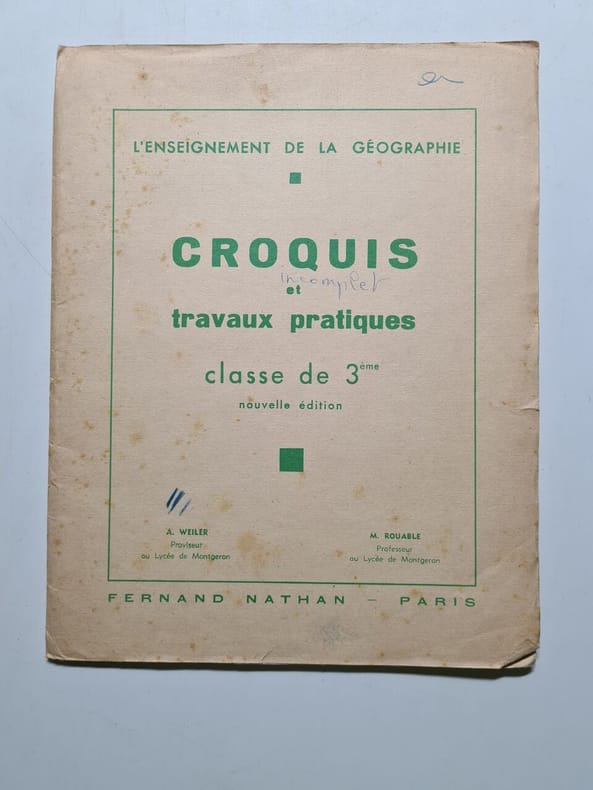 L'ENSEIGNEMENT DE LA GÉOGRAPHIE
CROQUIS
incomplet
et
travaux pratiques
classe de 3ème
nouvelle édition
A. WEILER
Proviseur
au Lycée de Montgeron
M. ROUABLE
Professeur
au Lycée de Montgeron
FERNAND NATHAN – PARIS